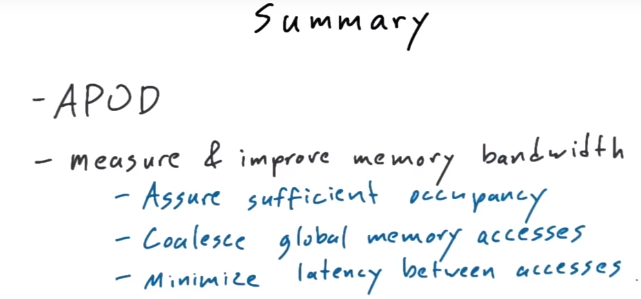 Summary
- APOD
- measure & improve memory bandwidth
- Assure sufficient occupancy
- Coalesce global memory accesses
- Minimize latency between accesses.